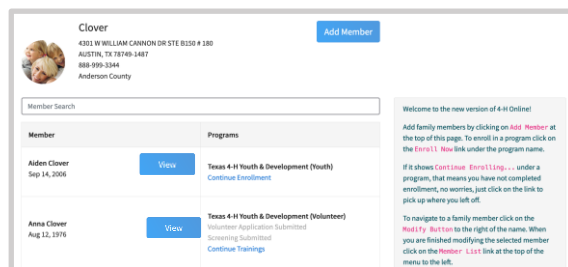 Clover
Add Member
4301 W WILLIAM CANNON DR STE B150 # 180
AUSTIN, TX 78749-1487
888-999-3344
Anderson County
Member Search
Member
Programs
Aiden Clover
Sep 14, 2006
View
Texas 4-H Youth & Development (Youth)
Continue Enrollment
Anna Clover
Aug 12, 1976
View
Texas 4-H Youth & Development (Volunteer)
Volunteer Application Submitted
Screening Submitted
Continue Trainings
Welcome to the new version of 4-H Online!
Add family members by clicking on Add Member at
the top of this page. To enroll in a program click on
the Enroll Now link under the program name.
If it shows Continue Enrolling... under a
program, that means you have not completed
enrollment, no worries, just click on the link to
pick up where you left off.
To navigate to a family member click on the
Modify Button to the right of the name. When
you are finished modifying the selected member
click on the Member List link at the top of the
menu to the left.